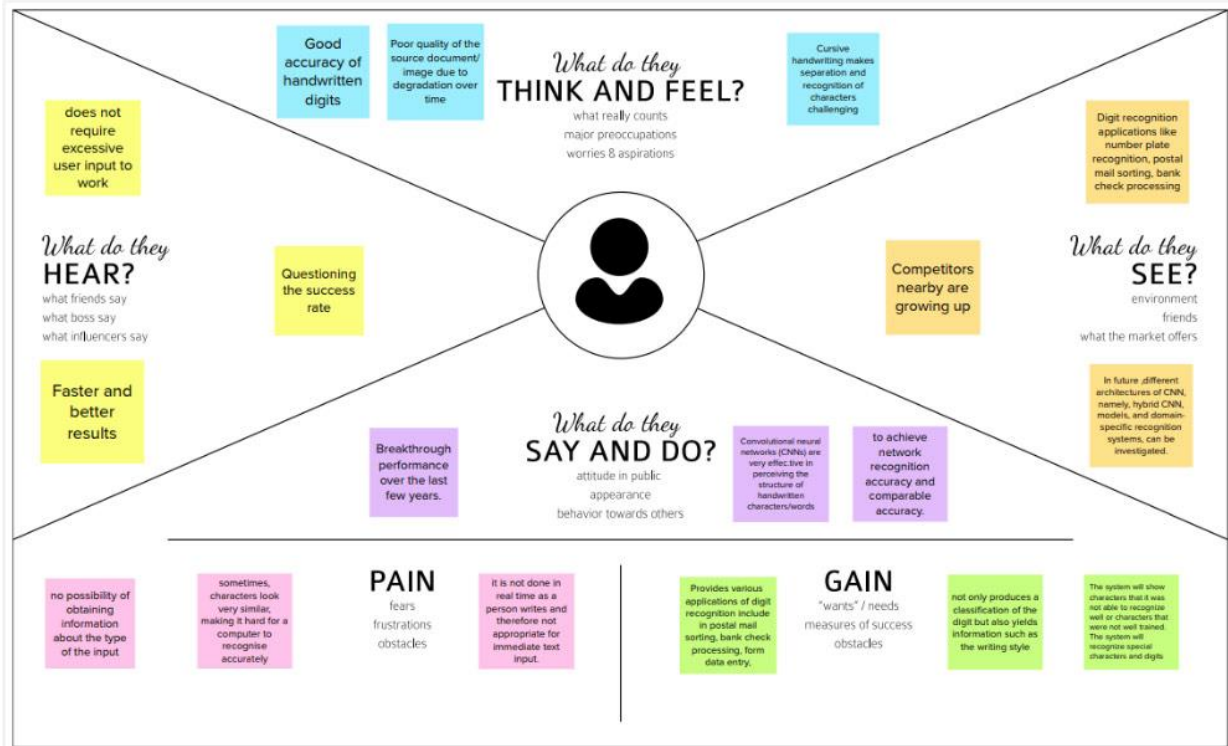 Good
accuracy of
handwritten
digits
Poor quality of the
source document/
image due to
degradation over
time
What do they
THINK AND FEEL?
what really counts
major preoccupations
worries & aspirations
Cursive
handwriting makes
separation and
recognition of
characters
challenging
does not
require
excessive
user input to
work
What do they
HEAR?
what friends say
what boss say
what influencers say
Questioning
the success
rate
Faster and
better
results
Digit recognition
applications like
number plate
recognition, postal
mail sorting, bank
check processing
Competitors
nearby are
growing up
What do they
SEE?
environment
friends
what the market offers
In future ,different
architectures of CNN,
namely, hybrid CNN,
models, and domain-
specific recognition
systems, can be
investigated.
Breakthrough
performance
over the last
few years.
What do they
SAY AND DO?
attitude in public
appearance
behavior towards others
Convolutional neural
networks (CNNs) are
very effec.tive in
perceiving the
structure of
handwritten
characters/words
to achieve
network
recognition
accuracy and
comparable
accuracy.
no possibility of
obtaining
information
about the type
of the input
sometimes,
characters look
very similar,
making it hard for a
computer to
recognise
accurately
PAIN
fears
frustrations
obstacles
it is not done in
real time as a
person writes and
therefore not
appropriate for
immediate text
input.
Provides various
applications of digit
recognition include
in postal mail
sorting, bank check
processing, form
data entry,
GAIN
"wants" / needs
measures of success
obstacles
not only produces a
classification of the
digit but also yields
information such as
the writing style
The system will show
characters that it was
not able to recognize
well or characters that
were not well trained.
The system will
recognize special
characters and digits